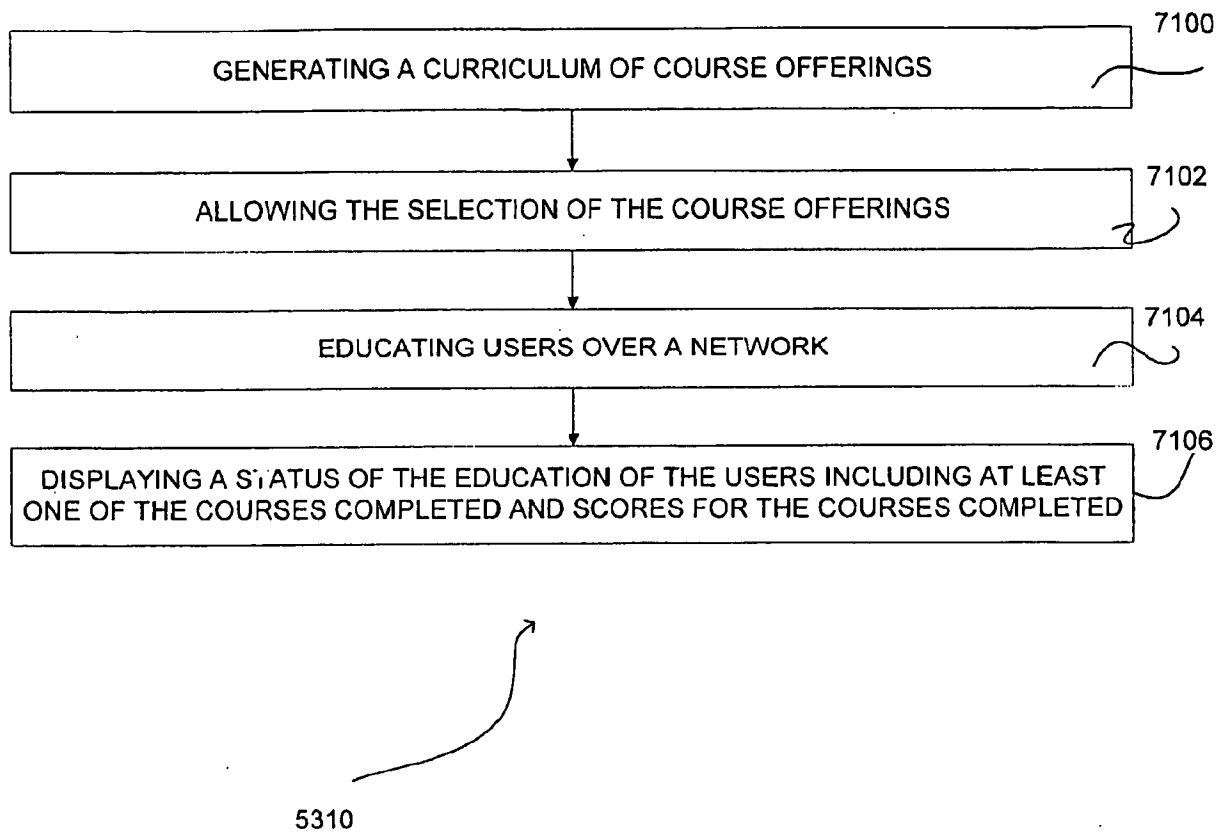 7100
GENERATING A CURRICULUM OF COURSE OFFERINGS
7102
ALLOWING THE SELECTION OF THE COURSE OFFERINGS
7104
EDUCATING USERS OVER A NETWORK
7106
DISPLAYING A STATUS OF THE EDUCATION OF THE USERS INCLUDING AT LEAST
ONE OF THE COURSES COMPLETED AND SCORES FOR THE COURSES COMPLETED
5310